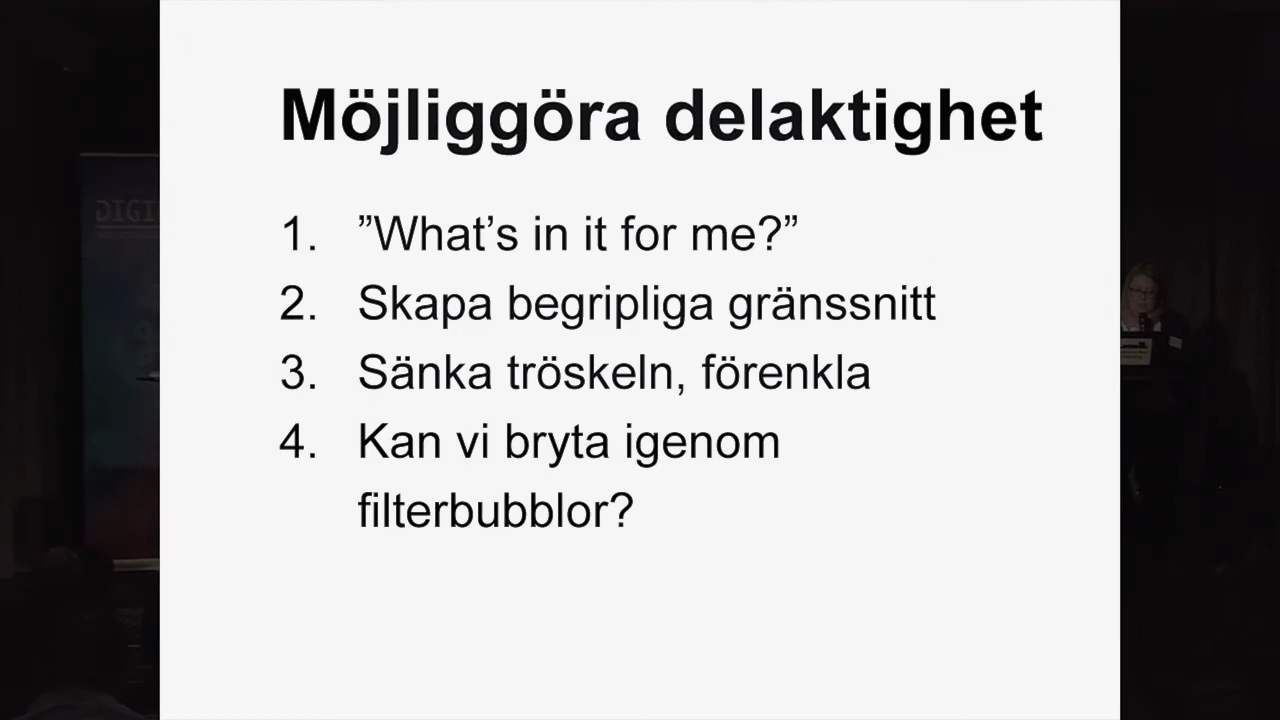 Möjliggöra delaktighet
1. ”What’s in it for me?”
2. Skapa begripliga gränssnitt
3. Sänka tröskeln, förenkla
4. Kan vi bryta igenom
filterbubblor?
DIGI